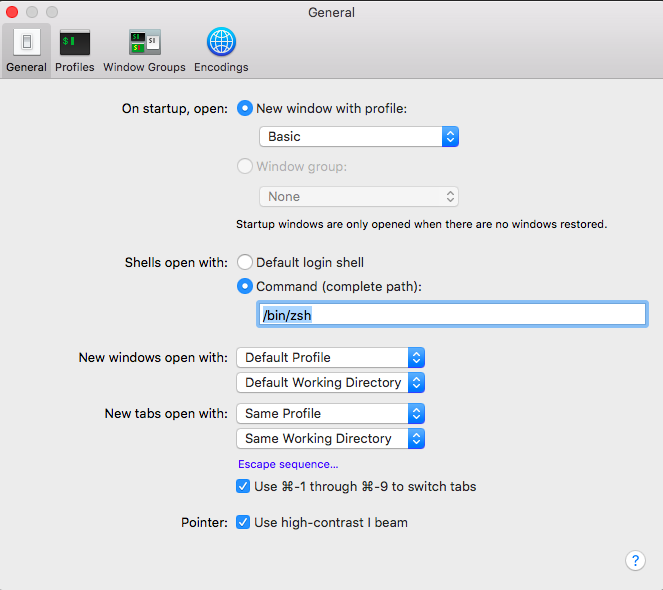 General
General Profiles Window Groups Encodings
On startup, open: New window with profile:
Basic
Window group:
None
Startup windows are only opened when there are no windows restored.
Shells open with: Default login shell
Command (complete path):
/bin/zsh
New windows open with: Default Profile
Default Working Directory
New tabs open with: Same Profile
Same Working Directory
Escape sequence...
Use ⌘-1 through ⌘-9 to switch tabs
Pointer: Use high-contrast I beam
?